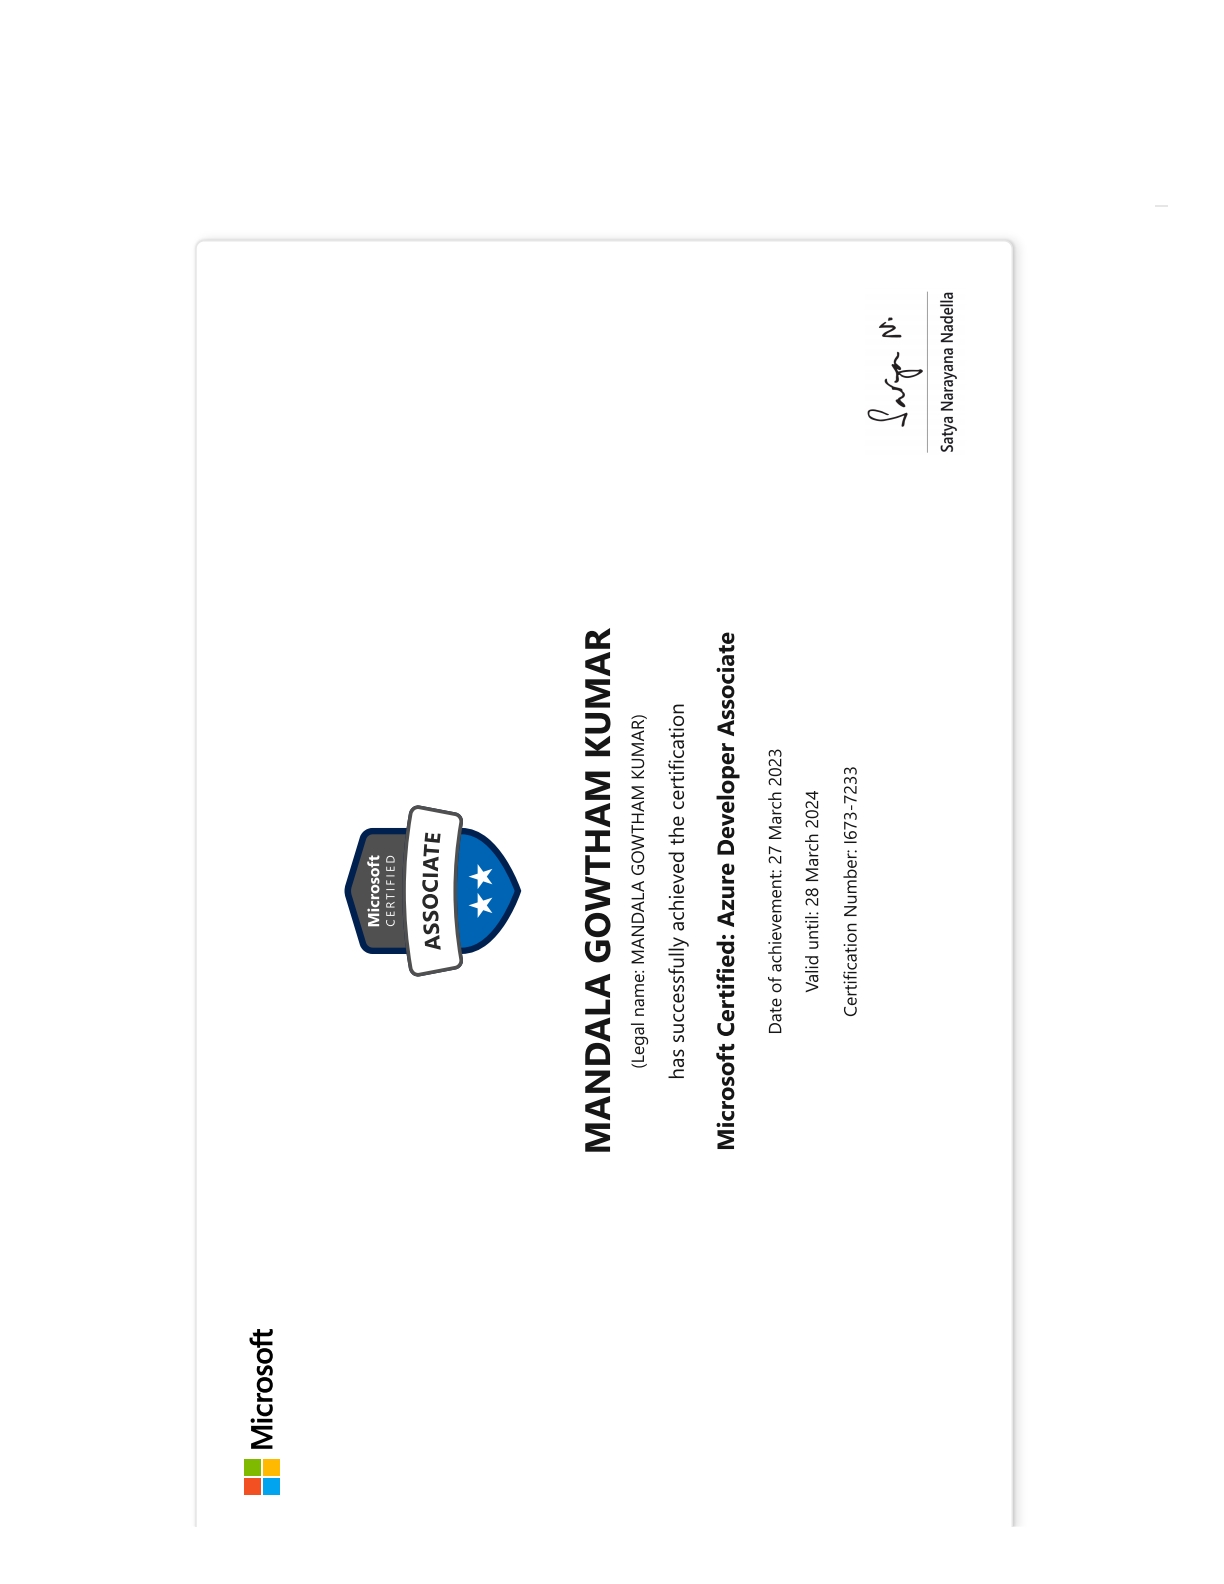 Microsoft
Microsoft
CERTIFIED
ASSOCIATE
MANDALA GOWTHAM KUMAR
(Legal name: MANDALA GOWTHAM KUMAR)
has successfully achieved the certification
Microsoft Certified: Azure Developer Associate
Date of achievement: 27 March 2023
Valid until: 28 March 2024
Certification Number: I673-7233
Satya N.
Satya Narayana Nadella